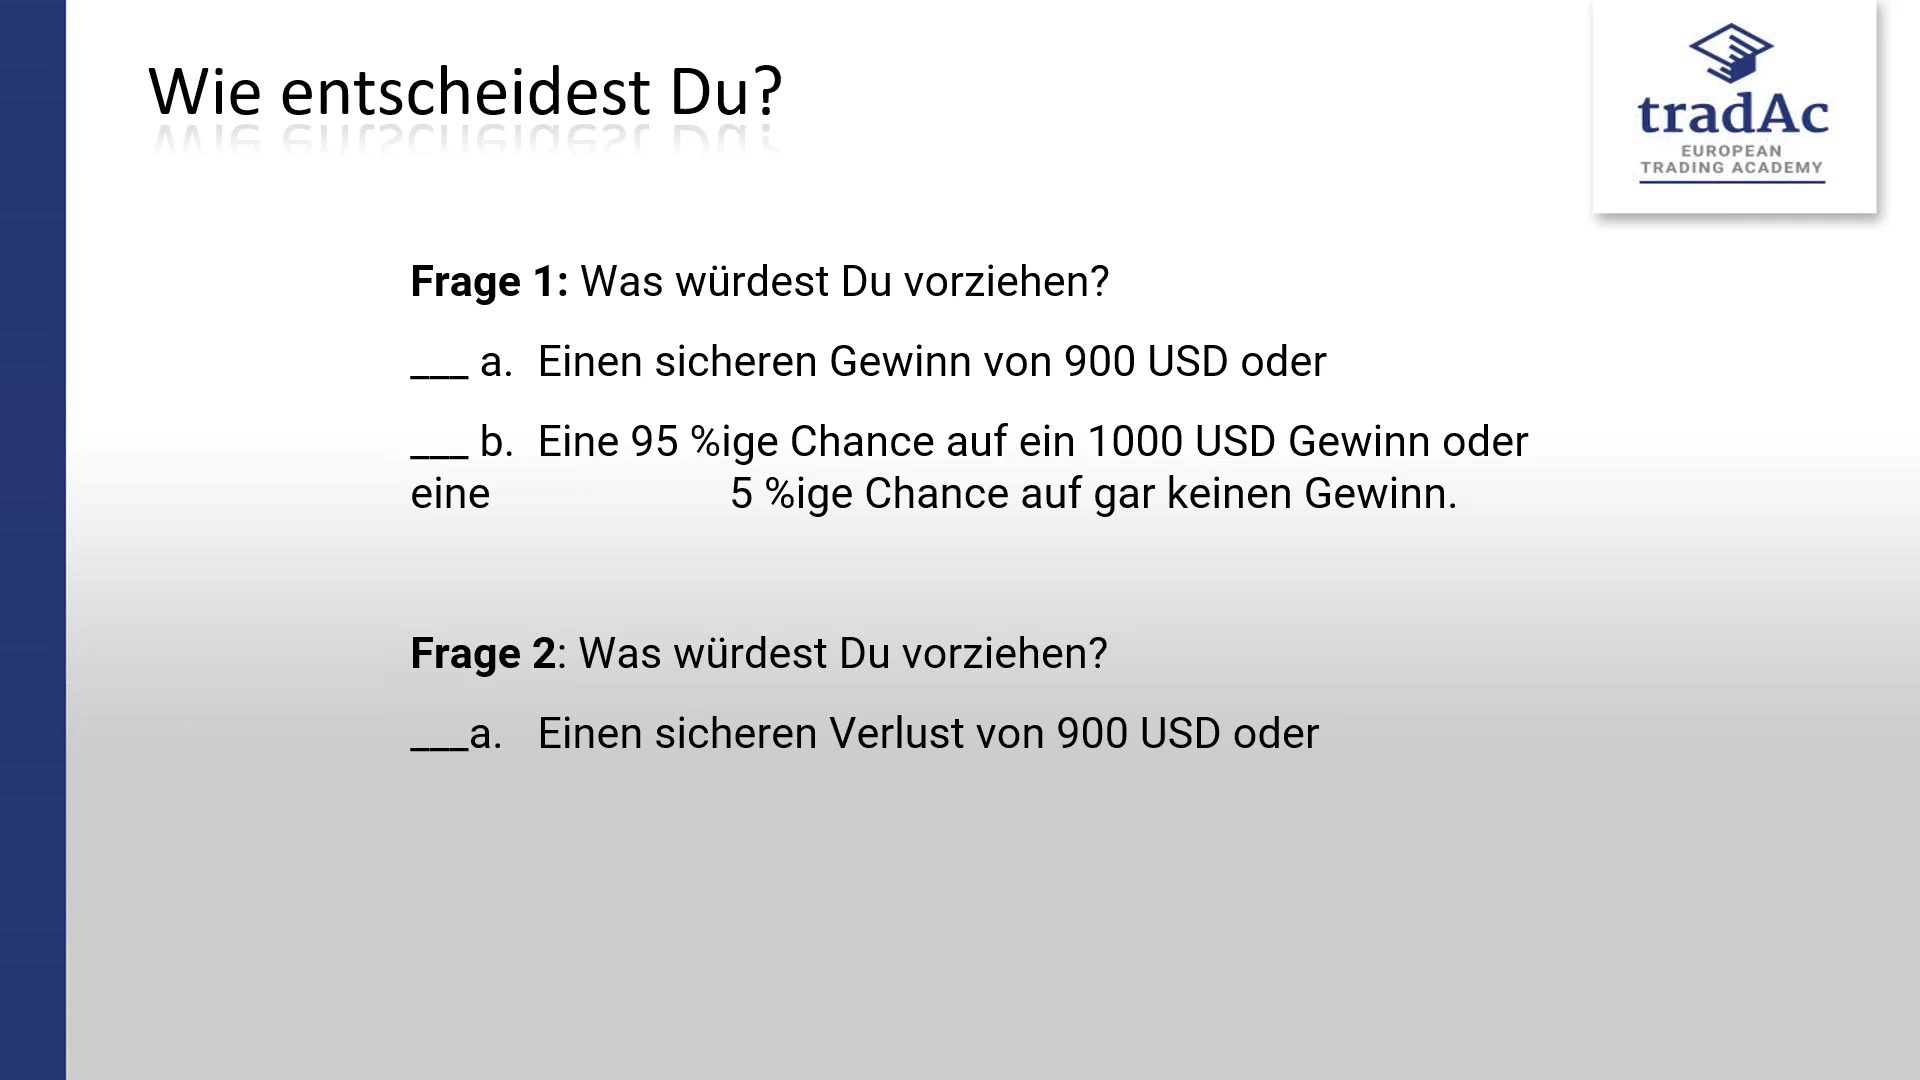 Wie entscheidest Du?
tradAc
EUROPEAN
TRADING ACADEMY
Frage 1: Was würdest Du vorziehen?
___ a. Einen sicheren Gewinn von 900 USD oder
___ b. Eine 95 %ige Chance auf ein 1000 USD Gewinn oder
eine 5 %ige Chance auf gar keinen Gewinn.
Frage 2: Was würdest Du vorziehen?
___a. Einen sicheren Verlust von 900 USD oder